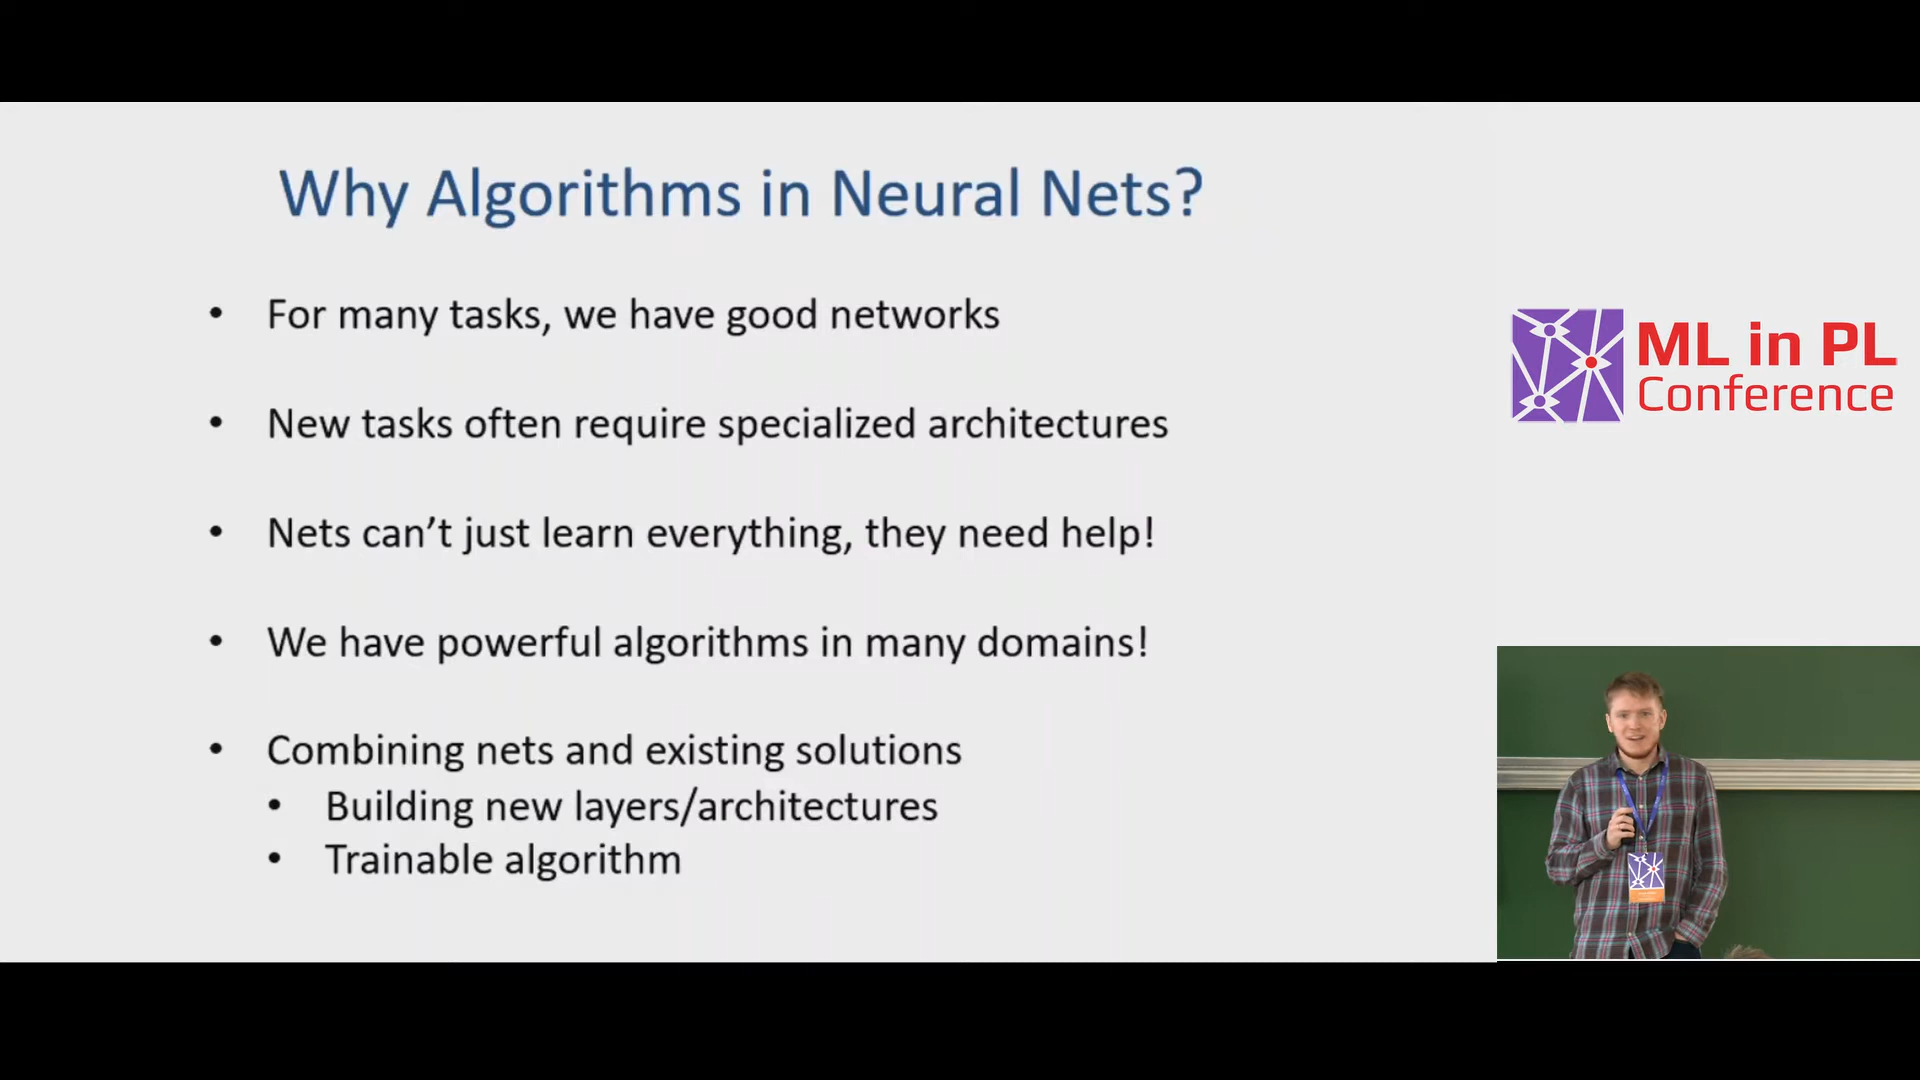 Why Algorithms in Neural Nets?
• For many tasks, we have good networks
• New tasks often require specialized architectures
• Nets can’t just learn everything, they need help!
• We have powerful algorithms in many domains!
• Combining nets and existing solutions
• Building new layers/architectures
• Trainable algorithm
ML in PL
Conference